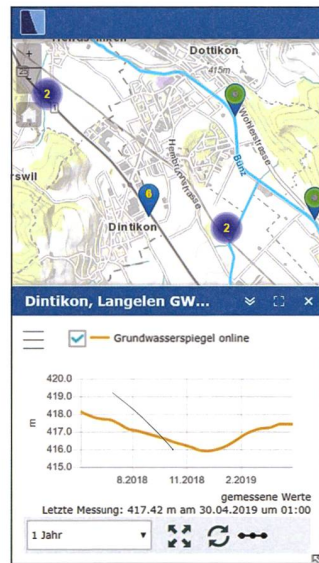 Dottikon
415m
+
2
Wohlerstrasse
Hembrunnstrasse
Bünz
rswil
6
2
Dintikon
Dintikon, Langelen GW...
Grundwasserspiegel online
420.0
419.0
418.0
m
417.0
416.0
415.0
8.2018 11.2018 2.2019
gemessene Werte
Letzte Messung: 417.42 m am 30.04.2019 um 01:00
1 Jahr